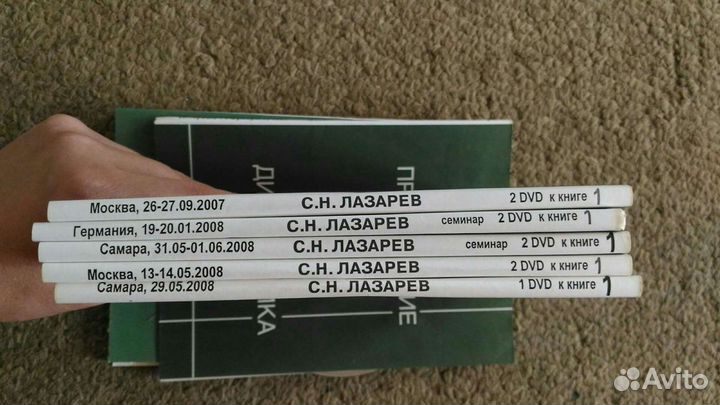 Москва, 26-27.09.2007 С.Н. ЛАЗАРЕВ 2 DVD к книге 1
Германия, 19-20.01.2008 С.Н. ЛАЗАРЕВ семинар 2 DVD к книге 1
Самара, 31.05-01.06.2008 С.Н. ЛАЗАРЕВ семинар 2 DVD к книге 1
Москва, 13-14.05.2008 С.Н. ЛАЗАРЕВ 2 DVD к книге 1
Самара, 29.05.2008 С.Н. ЛАЗАРЕВ 1 DVD к книге 1
Avito